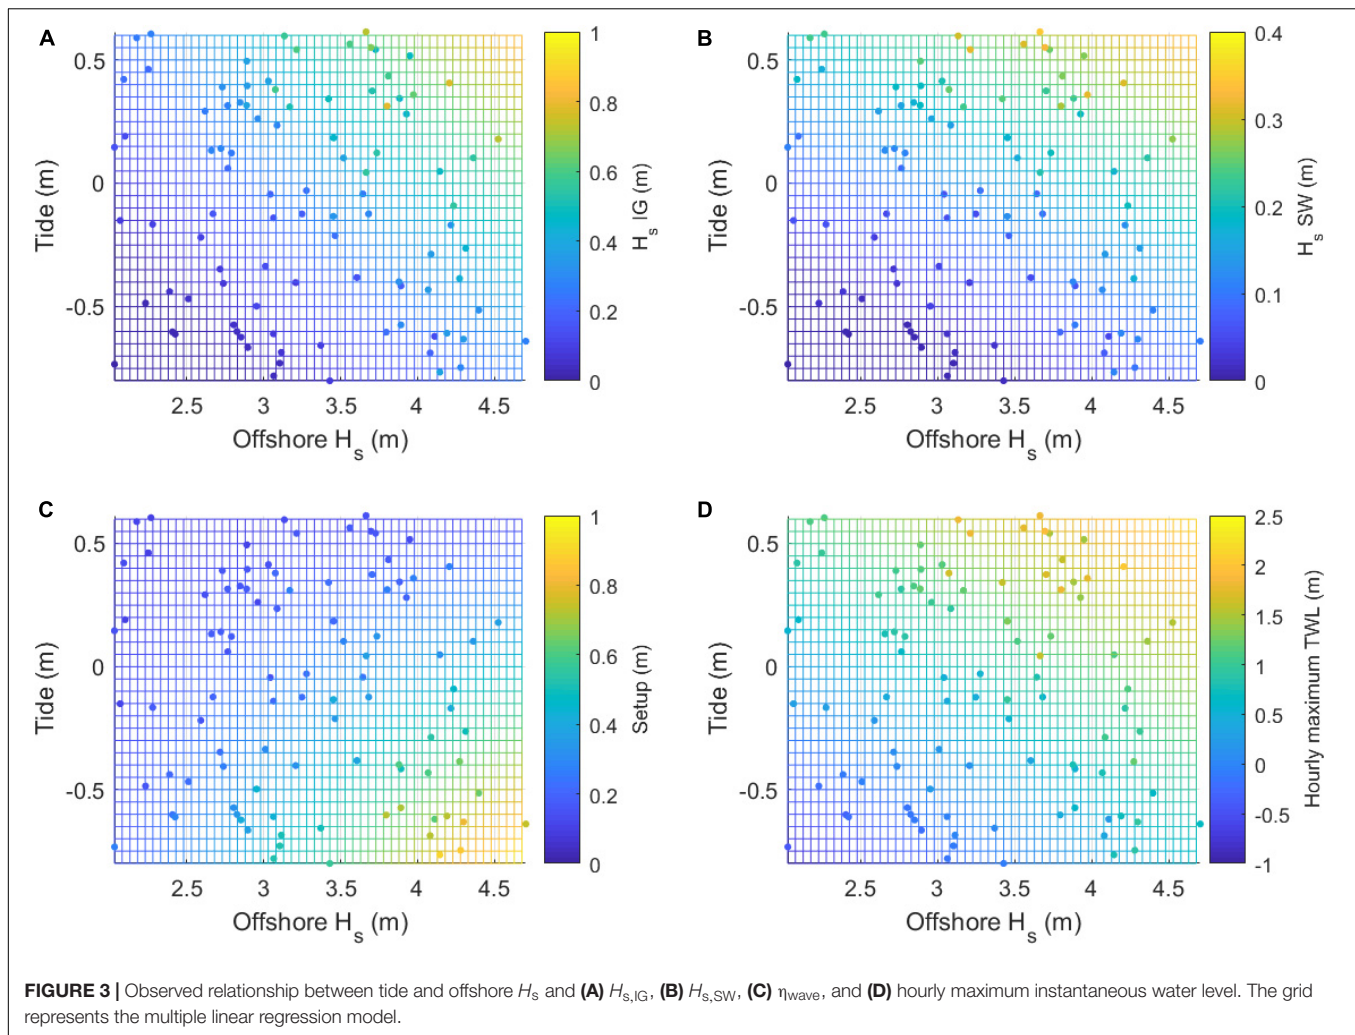 A
0.5
0
-0.5
Tide (m)
2.5 3 3.5 4 4.5
Offshore H_s (m)
1
0.8
0.6
0.4
0.2
0
H_s IG (m)
B
0.5
0
-0.5
Tide (m)
2.5 3 3.5 4 4.5
Offshore H_s (m)
0.4
0.3
0.2
0.1
0
H_s SW (m)
C
0.5
0
-0.5
Tide (m)
2.5 3 3.5 4 4.5
Offshore H_s (m)
1
0.8
0.6
0.4
0.2
0
Setup (m)
D
0.5
0
-0.5
Tide (m)
2.5 3 3.5 4 4.5
Offshore H_s (m)
2.5
2
1.5
1
0.5
0
-0.5
-1
Hourly maximum TWL (m)
FIGURE 3 | Observed relationship between tide and offshore H_s and (A) H_s,IG, (B) H_s,SW, (C) η_wave, and (D) hourly maximum instantaneous water level. The grid
represents the multiple linear regression model.